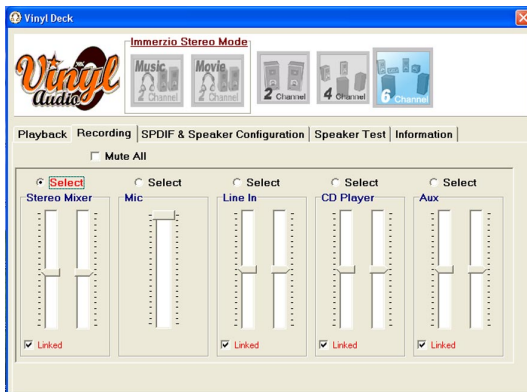 Vinyl Deck
Vinyl
Audio
Immerzio Stereo Mode
Music
2 Channel
Movie
2 Channel
2 Channel
4 Channel
6 Channel
Playback Recording SPDIF & Speaker Configuration Speaker Test Information
Mute All
Select Select Select Select Select
Stereo Mixer Mic Line In CD Player Aux
Linked Linked Linked Linked